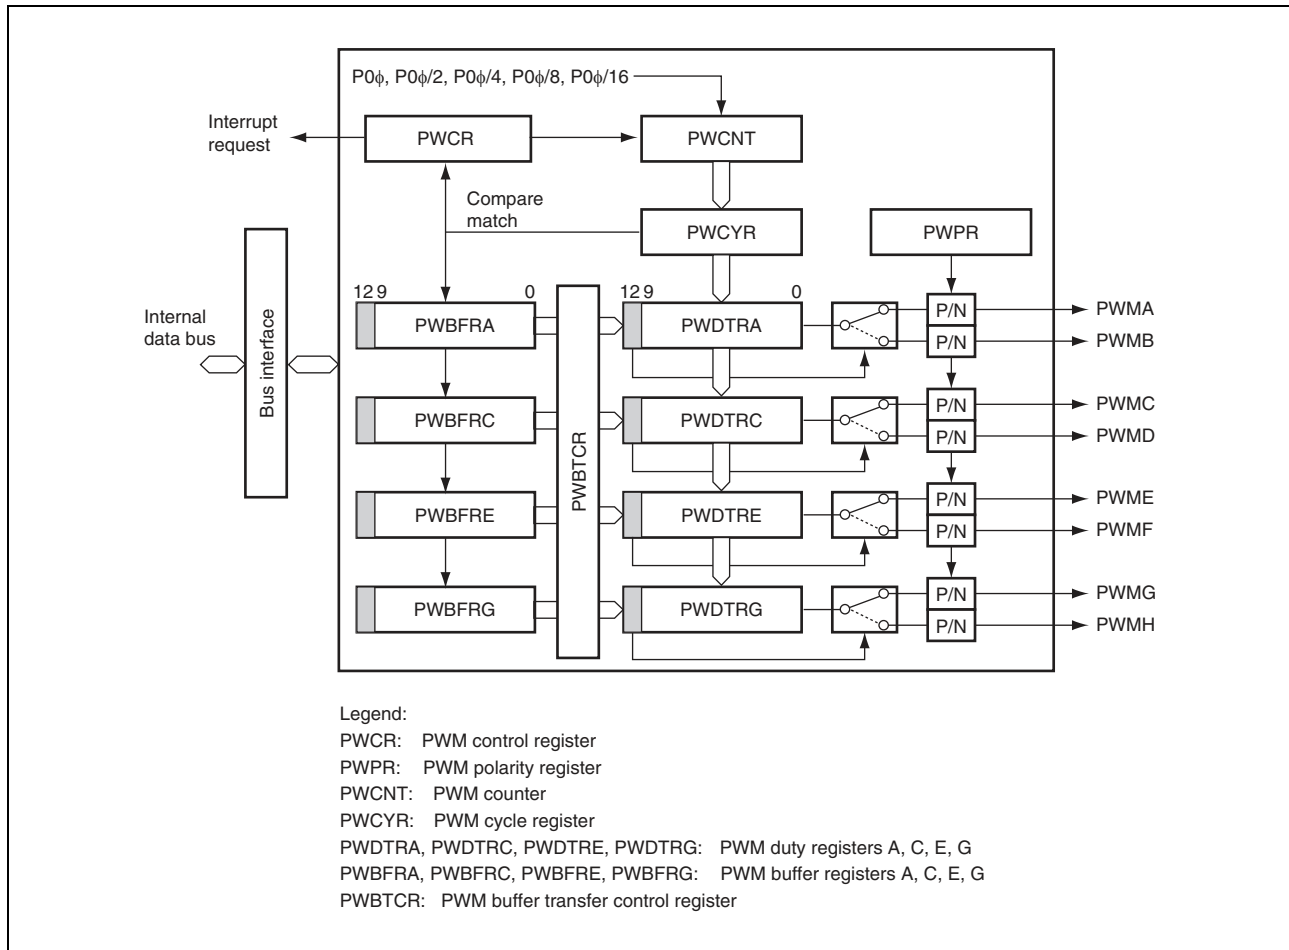 P0ϕ, P0ϕ/2, P0ϕ/4, P0ϕ/8, P0ϕ/16
Interrupt
request
PWCR
PWCNT
Compare
match
PWCYR
PWPR
Internal
data bus
Bus interface
12 9
0
PWBFRA
PWBFRC
PWBFRE
PWBFRG
PWBTCR
12 9
0
PWDTRA
PWDTRC
PWDTRE
PWDTRG
P/N
PWMA
P/N
PWMB
P/N
PWMC
P/N
PWMD
P/N
PWME
P/N
PWMF
P/N
PWMG
P/N
PWMH
Legend:
PWCR: PWM control register
PWPR: PWM polarity register
PWCNT: PWM counter
PWCYR: PWM cycle register
PWDTRA, PWDTRC, PWDTRE, PWDTRG: PWM duty registers A, C, E, G
PWBFRA, PWBFRC, PWBFRE, PWBFRG: PWM buffer registers A, C, E, G
PWBTCR: PWM buffer transfer control register